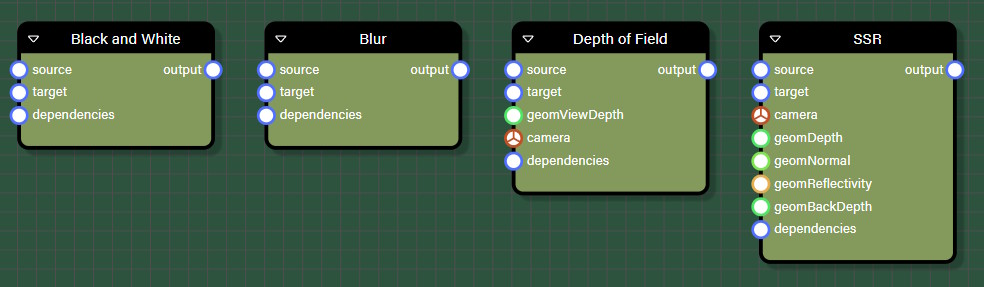 Black and White
source output
target
dependencies
Blur
source output
target
dependencies
Depth of Field
source output
target
geomViewDepth
camera
dependencies
SSR
source output
target
camera
geomDepth
geomNormal
geomReflectivity
geomBackDepth
dependencies